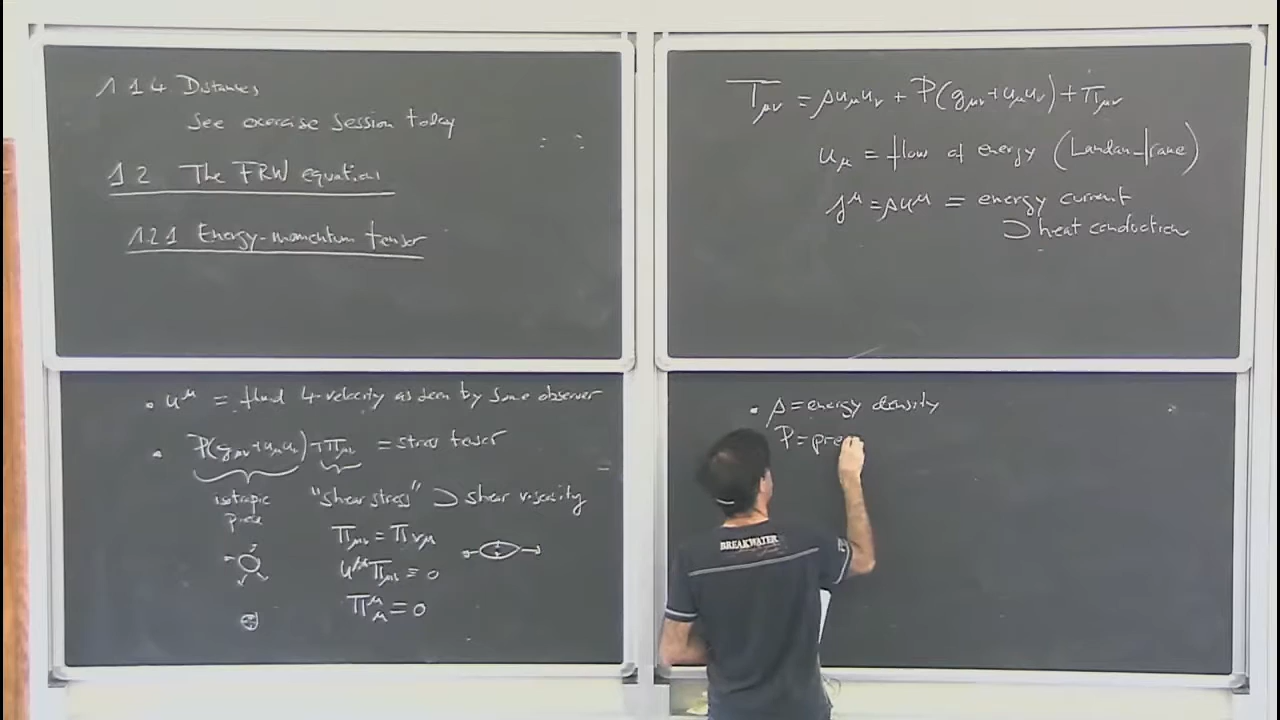 1.1.4. Distances
See exercise session today
1.2 The FRW equations
1.2.1 Energy-momentum tensor
T_μν = ρu_μu_ν + P(g_μν + u_μu_ν) + π_μν
u_μ = flow of energy (Landau-frame)
j^μ = ρu^μ = energy current
⊃ heat conduction
• u^μ = fluid 4-velocity as seen by some observer
• P(g_μν + u_μu_ν) + π_μν = stress tensor
isotropic "shear stress" ⊃ shear viscosity
π_μν = π_νμ
u^μ π_μν = 0
π^μ_μ = 0
• ρ = energy density
P = pre
BREAKWATER